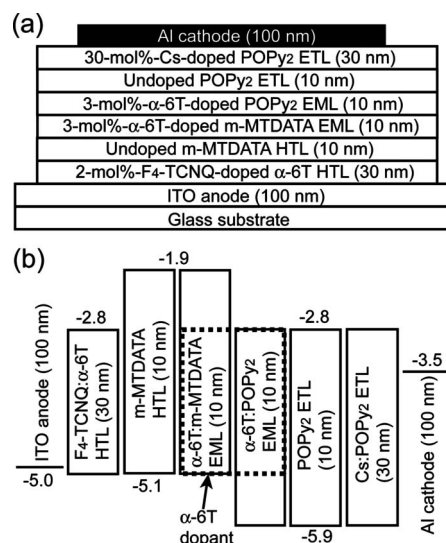 (a)
Al cathode (100 nm)
30-mol%-Cs-doped POPy2 ETL (30 nm)
Undoped POPy2 ETL (10 nm)
3-mol%-α-6T-doped POPy2 EML (10 nm)
3-mol%-α-6T-doped m-MTDATA EML (10 nm)
Undoped m-MTDATA HTL (10 nm)
2-mol%-F4-TCNQ-doped α-6T HTL (30 nm)
ITO anode (100 nm)
Glass substrate
(b)
ITO anode (100 nm)
-5.0
-2.8
F4-TCNQ:α-6T
HTL (30 nm)
-1.9
m-MTDATA
HTL (10 nm)
-5.1
α-6T:m-MTDATA
EML (10 nm)
α-6T
dopant
α-6T:POPy2
EML (10 nm)
-2.8
POPy2 ETL
(10 nm)
-5.9
Cs:POPy2 ETL
(30 nm)
-3.5
Al cathode (100 nm)